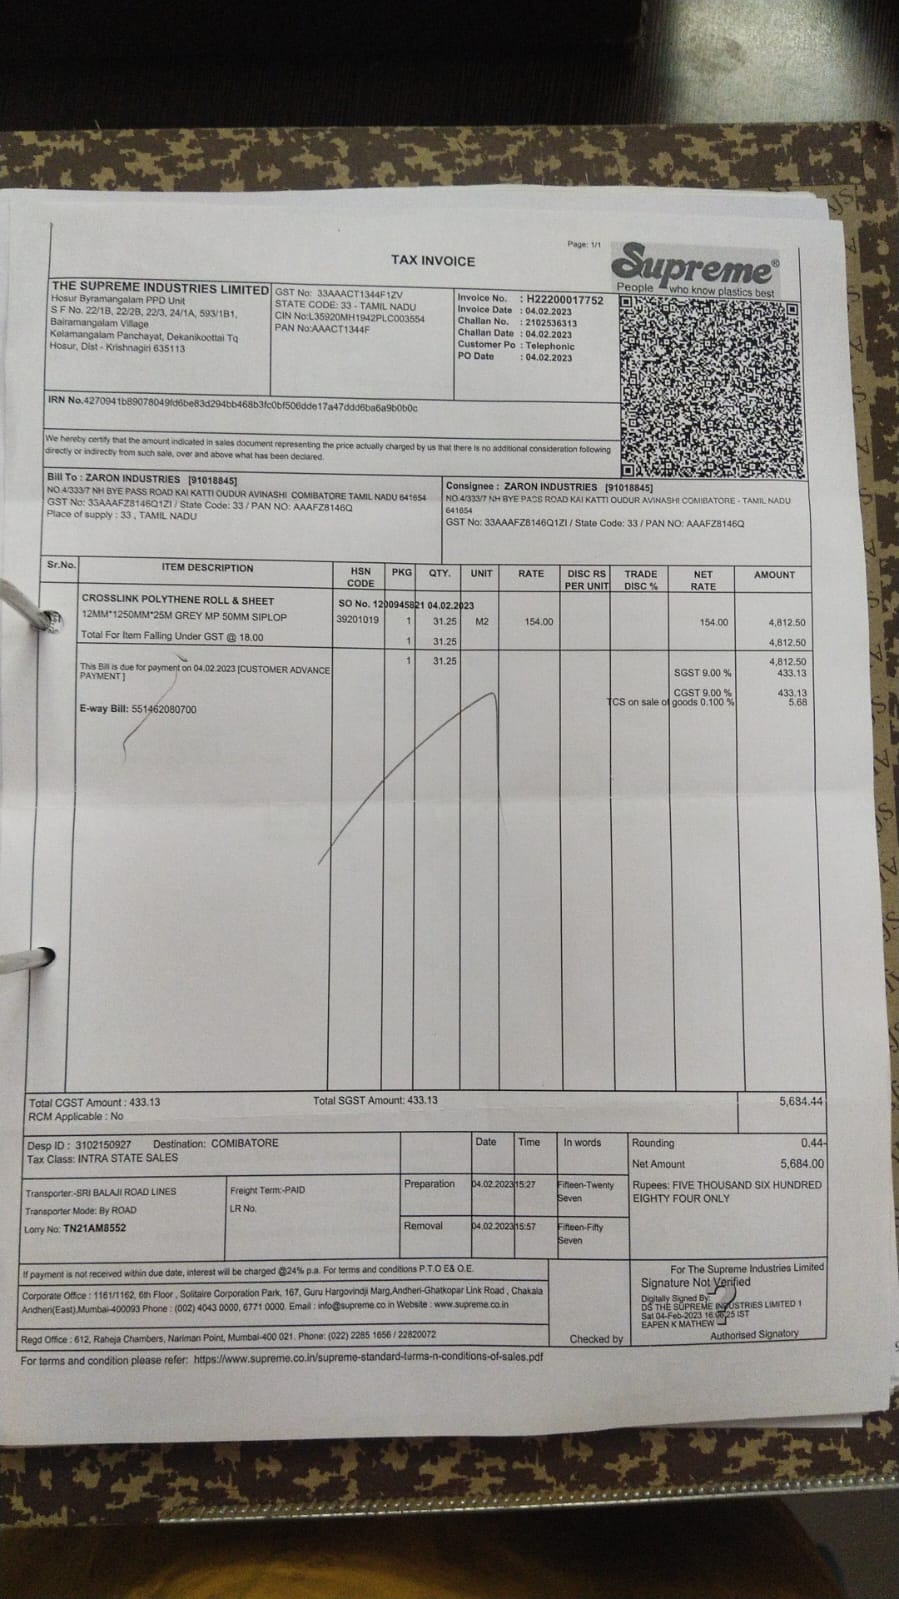 Page: 1/1
TAX INVOICE
Supreme®
People who know plastics best
THE SUPREME INDUSTRIES LIMITED
Hosur Byramangalam PPD Unit
S F No. 22/1B, 22/2B, 22/3, 24/1A, 593/1B1,
Bairamangalam Village
Kelamangalam Panchayat, Dekanikoottai Tq
Hosur, Dist - Krishnagiri 635113
GST No: 33AAACT1344F1ZV
STATE CODE: 33 - TAMIL NADU
CIN No:L35920MH1942PLC003554
PAN No:AAACT1344F
Invoice No. : H22200017752
Invoice Date : 04.02.2023
Challan No. : 2102536313
Challan Date : 04.02.2023
Customer Po : Telephonic
PO Date : 04.02.2023
IRN No.4270941b89078049fd6be83d294bb468b3fc0bf506dde17a47ddd6ba6a9b0b0c
We hereby certify that the amount indicated in sales document representing the price actually charged by us that there is no additional consideration following
directly or indirectly from such sale, over and above what has been declared.
Bill To : ZARON INDUSTRIES [91018845]
NO.4/333/7 NH BYE PASS ROAD KAI KATTI OUDUR AVINASHI COMIBATORE TAMIL NADU 641654
GST No: 33AAAFZ8146Q1ZI / State Code: 33 / PAN NO: AAAFZ8146Q
Place of supply : 33 , TAMIL NADU
Consignee : ZARON INDUSTRIES [91018845]
NO.4/333/7 NH BYE PASS ROAD KAI KATTI OUDUR AVINASHI COMIBATORE - TAMIL NADU
641654
GST No: 33AAAFZ8146Q1ZI / State Code: 33 / PAN NO: AAAFZ8146Q
Sr.No. ITEM DESCRIPTION HSN CODE PKG QTY. UNIT RATE DISC RS PER UNIT TRADE DISC % NET RATE AMOUNT
CROSSLINK POLYTHENE ROLL & SHEET SO No. 1200945821 04.02.2023
12MM*1250MM*25M GREY MP 50MM SIPLOP 39201019 1 31.25 M2 154.00 154.00 4,812.50
Total For Item Falling Under GST @ 18.00 1 31.25 4,812.50
1 31.25 4,812.50
This Bill is due for payment on 04.02.2023 [CUSTOMER ADVANCE
PAYMENT ]
SGST 9.00 % 433.13
CGST 9.00 % 433.13
TCS on sale of goods 0.100 % 5.68
E-way Bill: 551462080700
Total CGST Amount : 433.13 Total SGST Amount: 433.13 5,684.44
RCM Applicable : No
Desp ID : 3102150927 Destination: COMIBATORE
Tax Class: INTRA STATE SALES
Transporter:-SRI BALAJI ROAD LINES
Transporter Mode: By ROAD
Lorry No: TN21AM8552
Freight Term:-PAID
LR No.
Date Time In words
Preparation 04.02.2023 15:27 Fifteen-Twenty
Seven
Removal 04.02.2023 15:57 Fifteen-Fifty
Seven
Rounding 0.44-
Net Amount 5,684.00
Rupees: FIVE THOUSAND SIX HUNDRED
EIGHTY FOUR ONLY
If payment is not received within due date, interest will be charged @24% p.a. For terms and conditions P.T.O E& O.E.
Corporate Office : 1161/1162, 6th Floor , Solitaire Corporation Park, 167, Guru Hargovindji Marg,Andheri-Ghatkopar Link Road , Chakala
Andheri(East),Mumbai-400093 Phone : (022) 4043 0000, 6771 0000. Email : info@supreme.co.in Website : www.supreme.co.in
Regd Office : 612, Raheja Chambers, Nariman Point, Mumbai-400 021. Phone: (022) 2285 1656 / 22820072
Checked by
For The Supreme Industries Limited
Signature Not Verified
Digitally Signed By:
DS THE SUPREME INDUSTRIES LIMITED 1
Sat 04-Feb-2023 IST
EAPEN K MATHEW
Authorised Signatory
For terms and condition please refer: https://www.supreme.co.in/supreme-standard-terms-n-conditions-of-sales.pdf